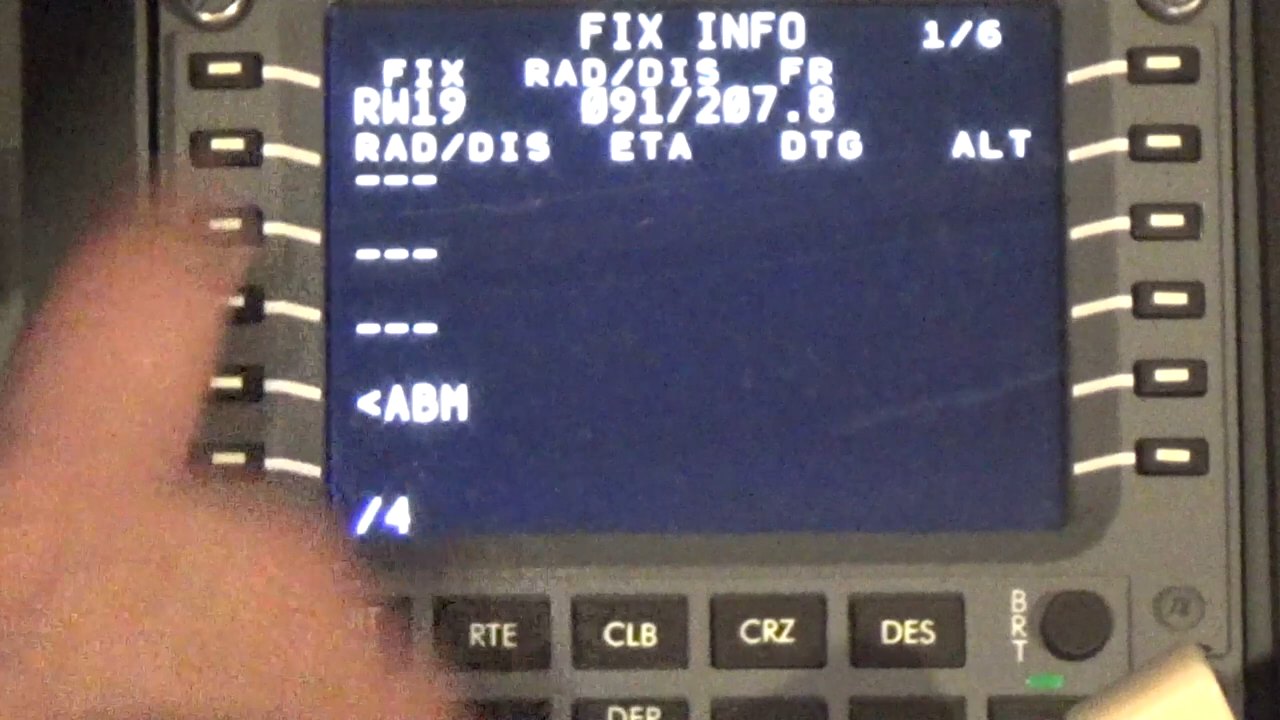 FIX INFO 1/6
FIX RAD/DIS FR
RW19 091/207.8
RAD/DIS ETA DTG ALT
---
---
---
<ABM
/4
RTE CLB CRZ DES BRT
DEP